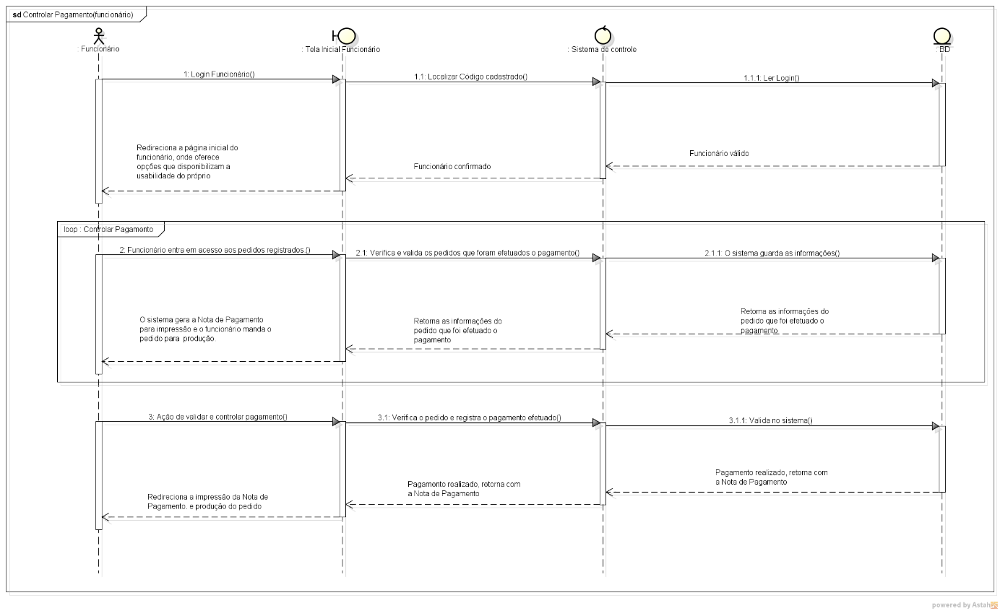 sd Controlar Pagamento(funcionário)
: Funcionário
: Tela Inicial Funcionário
: Sistema de controle
: BD
1: Login Funcionário()
1.1: Localizar Código cadastrado()
1.1.1: Ler Login()
Redireciona a página inicial do
funcionário, onde oferece
opções que disponibilizam a
usabilidade do próprio
Funcionário confirmado
Funcionário válido
loop : Controlar Pagamento
2: Funcionário entra em acesso aos pedidos registrados.()
2.1: Verifica e valida os pedidos que foram efetuados o pagamento()
2.1.1: O sistema guarda as informações()
O sistema gera a Nota de Pagamento
para impressão e o funcionário manda o
pedido para produção
Retorna as informações do
pedido que foi efetuado o
pagamento
Retorna as informações do
pedido que foi efetuado o
pagamento
3: Ação de validar e controlar pagamento()
3.1: Verifica o pedido e registra o pagamento efetuado()
3.1.1: Valida no sistema()
Redireciona a impressão da Nota de
Pagamento. e produção do pedido
Pagamento realizado, retorna com
a Nota de Pagamento
Pagamento realizado, retorna com
a Nota de Pagamento
powered by Astah